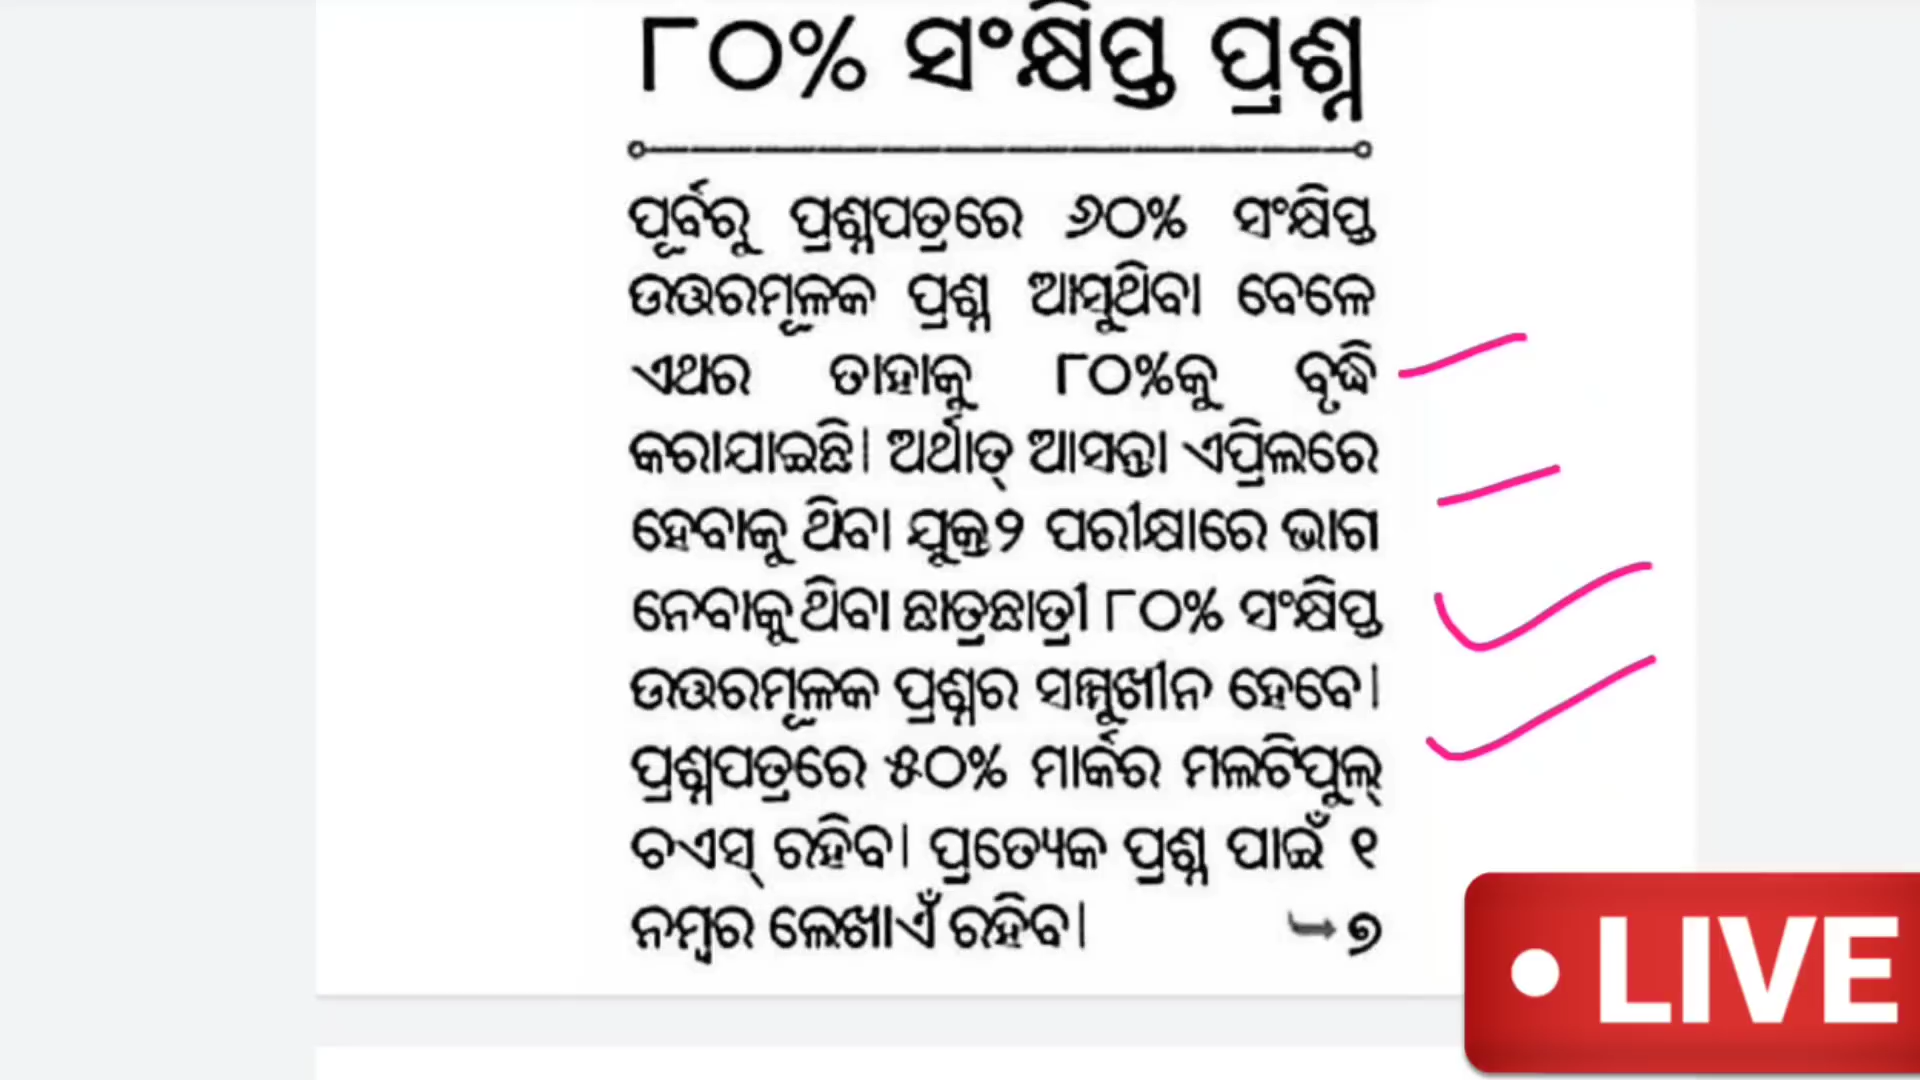 ୮୦% ସଂକ୍ଷିପ୍ତ ପ୍ରଶ୍ନ
ପୂର୍ବରୁ ପ୍ରଶ୍ନପତ୍ରରେ ୬୦% ସଂକ୍ଷିପ୍ତ
ଉତ୍ତରମୂଳକ ପ୍ରଶ୍ନ ଆସୁଥିବା ବେଳେ
ଏଥର ତାହାକୁ ୮୦%କୁ ବୃଦ୍ଧି
କରାଯାଇଛି। ଅର୍ଥାତ୍ ଆସନ୍ତା ଏପ୍ରିଲରେ
ହେବାକୁ ଥିବା ଯୁକ୍ତ୨ ପରୀକ୍ଷାରେ ଭାଗ
ନେବାକୁ ଥିବା ଛାତ୍ରଛାତ୍ରୀ ୮୦% ସଂକ୍ଷିପ୍ତ
ଉତ୍ତରମୂଳକ ପ୍ରଶ୍ନର ସମ୍ମୁଖୀନ ହେବେ।
ପ୍ରଶ୍ନପତ୍ରରେ ୫୦% ମାର୍କର ମଲଟିପୁଲ୍
ଚଏସ୍ ରହିବ। ପ୍ରତ୍ୟେକ ପ୍ରଶ୍ନ ପାଇଁ ୧
ନମ୍ବର ଲେଖାଏଁ ରହିବ। ୭
LIVE